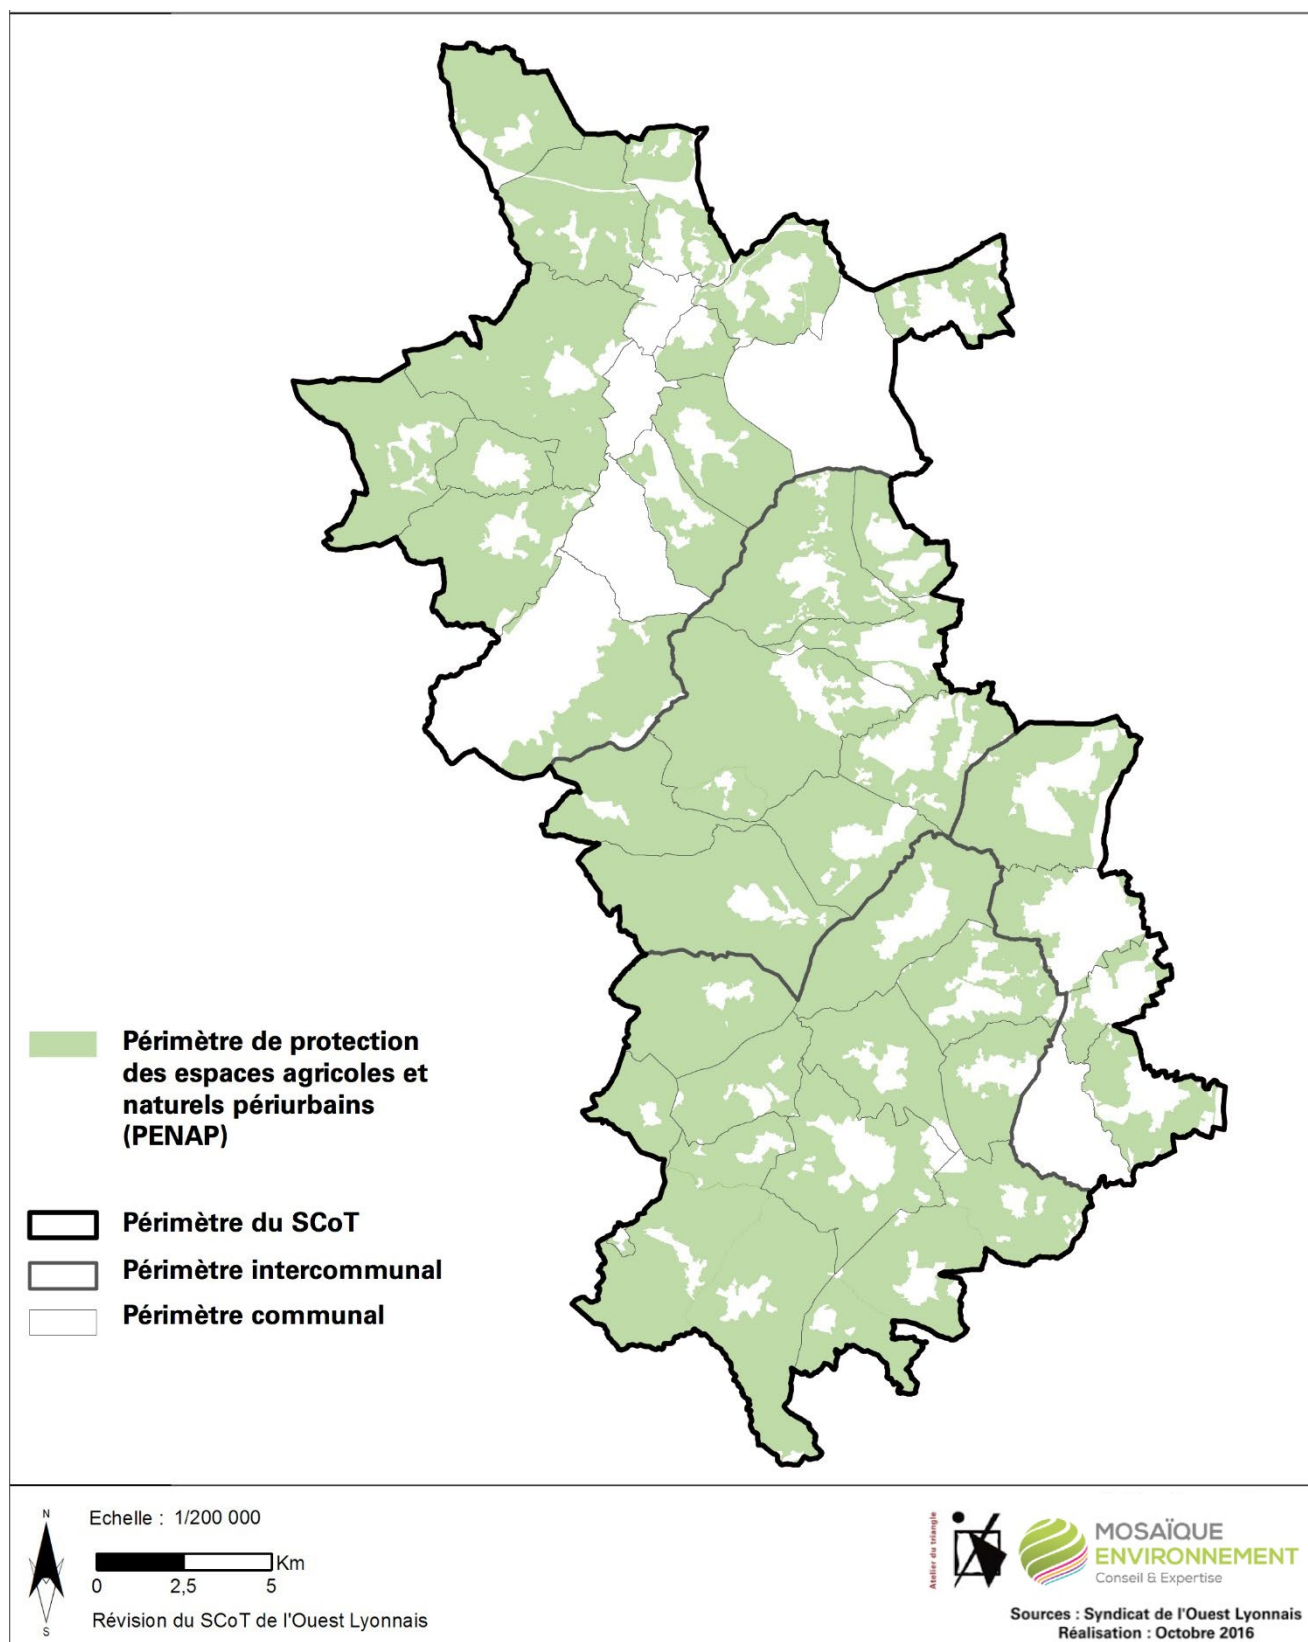 Périmètre de protection
des espaces agricoles et
naturels périurbains
(PENAP)
Périmètre du SCoT
Périmètre intercommunal
Périmètre communal
N
S
Echelle : 1/200 000
Km
0 2,5 5
Révision du SCoT de l'Ouest Lyonnais
Atelier du triangle
MOSAÏQUE
ENVIRONNEMENT
Conseil & Expertise
Sources : Syndicat de l'Ouest Lyonnais
Réalisation : Octobre 2016